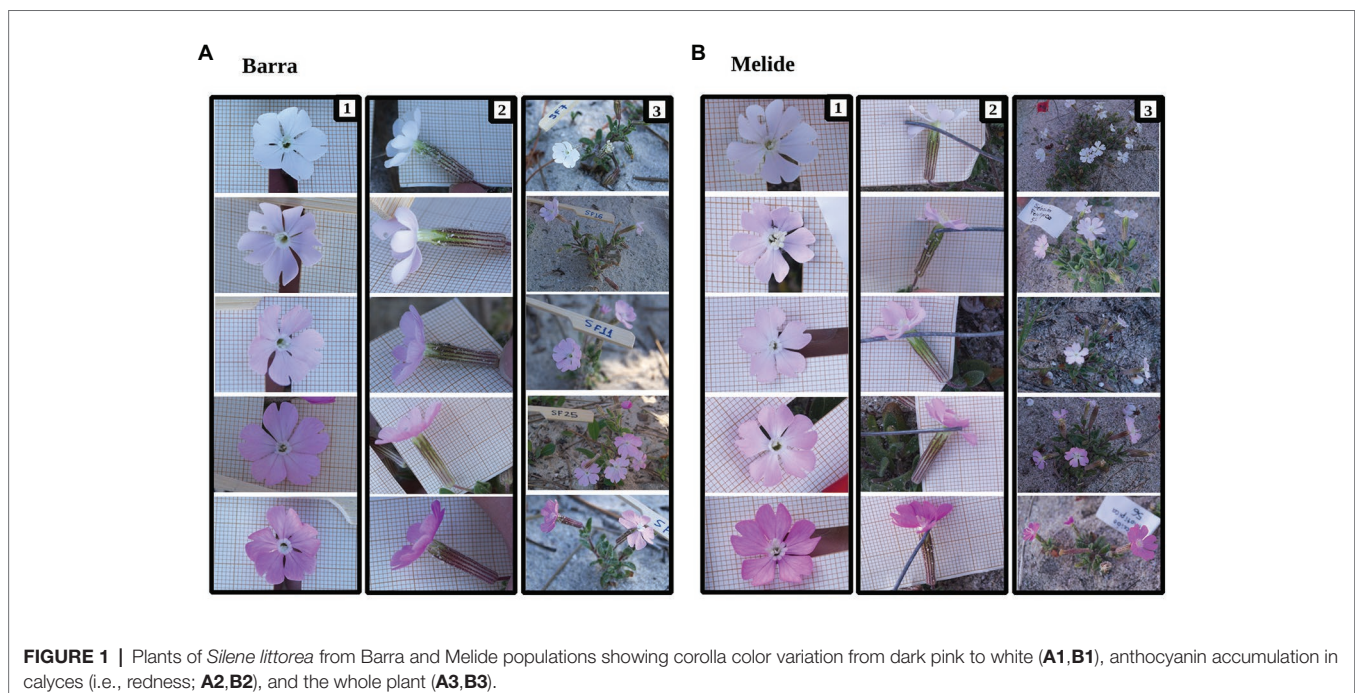 A
Barra
B
Melide
1
2
3
1
2
3
SF7
SF16
SF11
SF25
SF
FIGURE 1 | Plants of Silene littorea from Barra and Melide populations showing corolla color variation from dark pink to white (A1,B1), anthocyanin accumulation in
calyces (i.e., redness; A2,B2), and the whole plant (A3,B3).